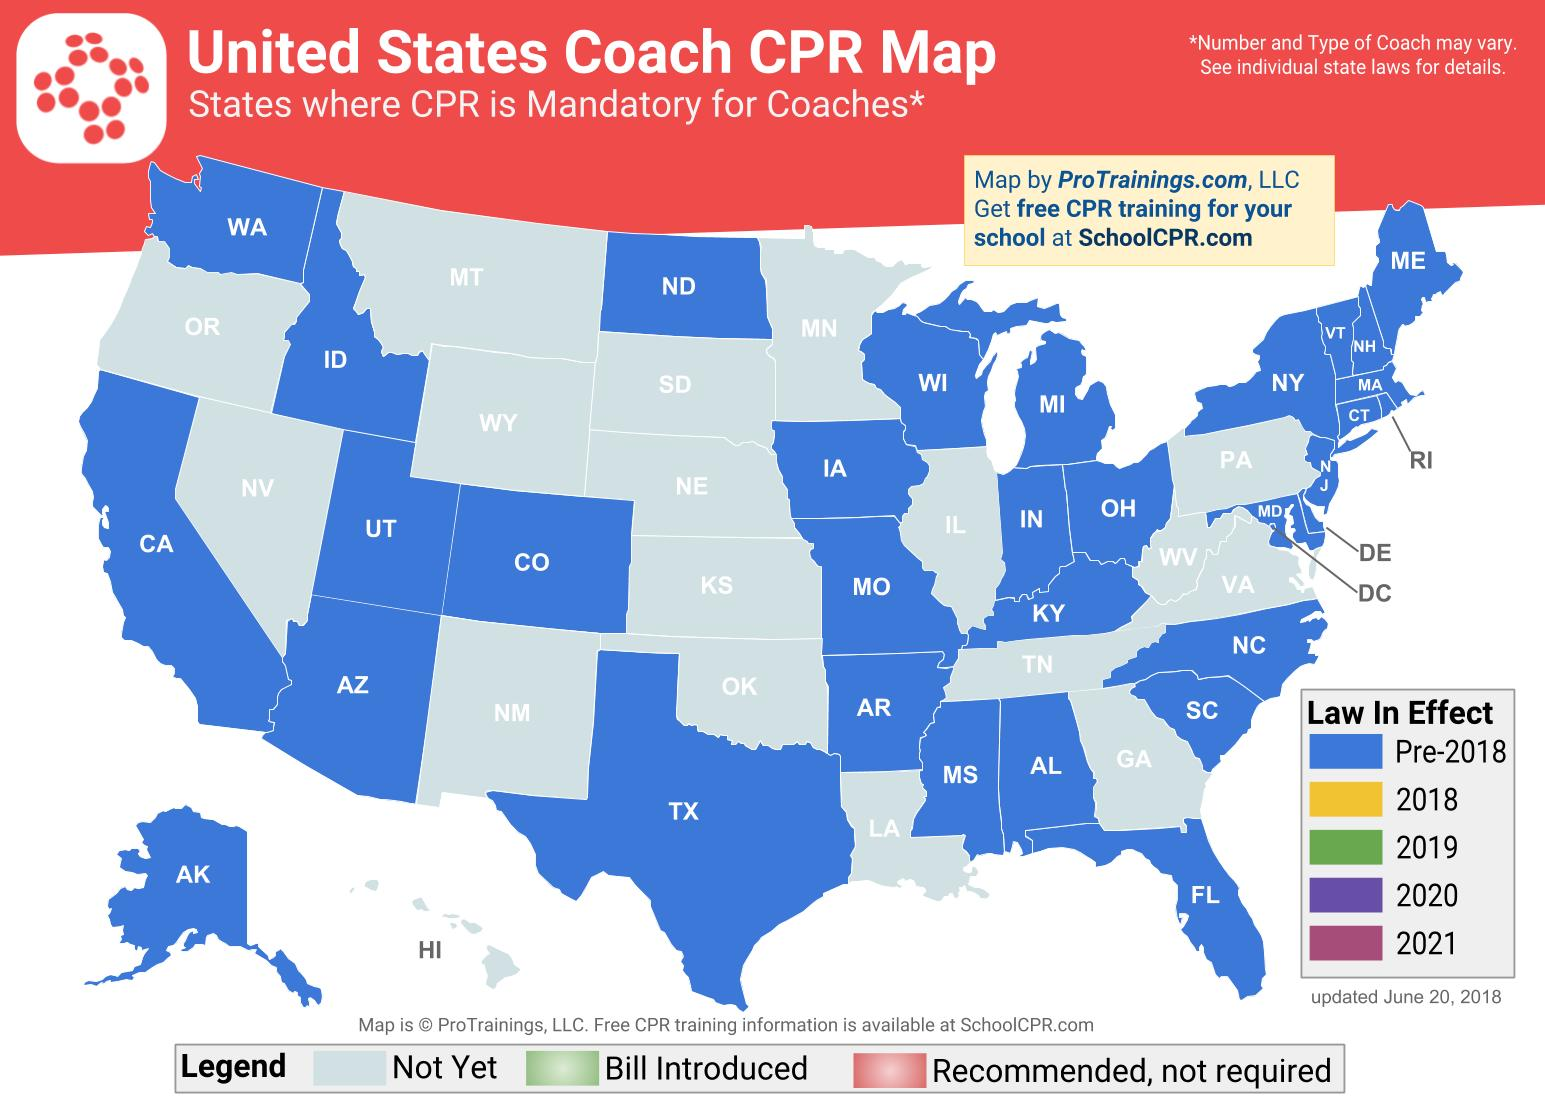 United States Coach CPR Map
States where CPR is Mandatory for Coaches*
*Number and Type of Coach may vary.
See individual state laws for details.
Map by ProTrainings.com, LLC
Get free CPR training for your
school at SchoolCPR.com
WA
MT
ND
MN
ME
OR
ID
SD
WI
VT
NH
WY
MI
NY
MA
CT
RI
NV
NE
IA
PA
N
J
CA
UT
CO
IL
IN
OH
MD
DE
DC
KS
MO
WV
VA
KY
AZ
NM
OK
AR
TN
NC
SC
TX
LA
MS
AL
GA
FL
AK
HI
Law In Effect
Pre-2018
2018
2019
2020
2021
updated June 20, 2018
Map is © ProTrainings, LLC. Free CPR training information is available at SchoolCPR.com
Legend
Not Yet
Bill Introduced
Recommended, not required